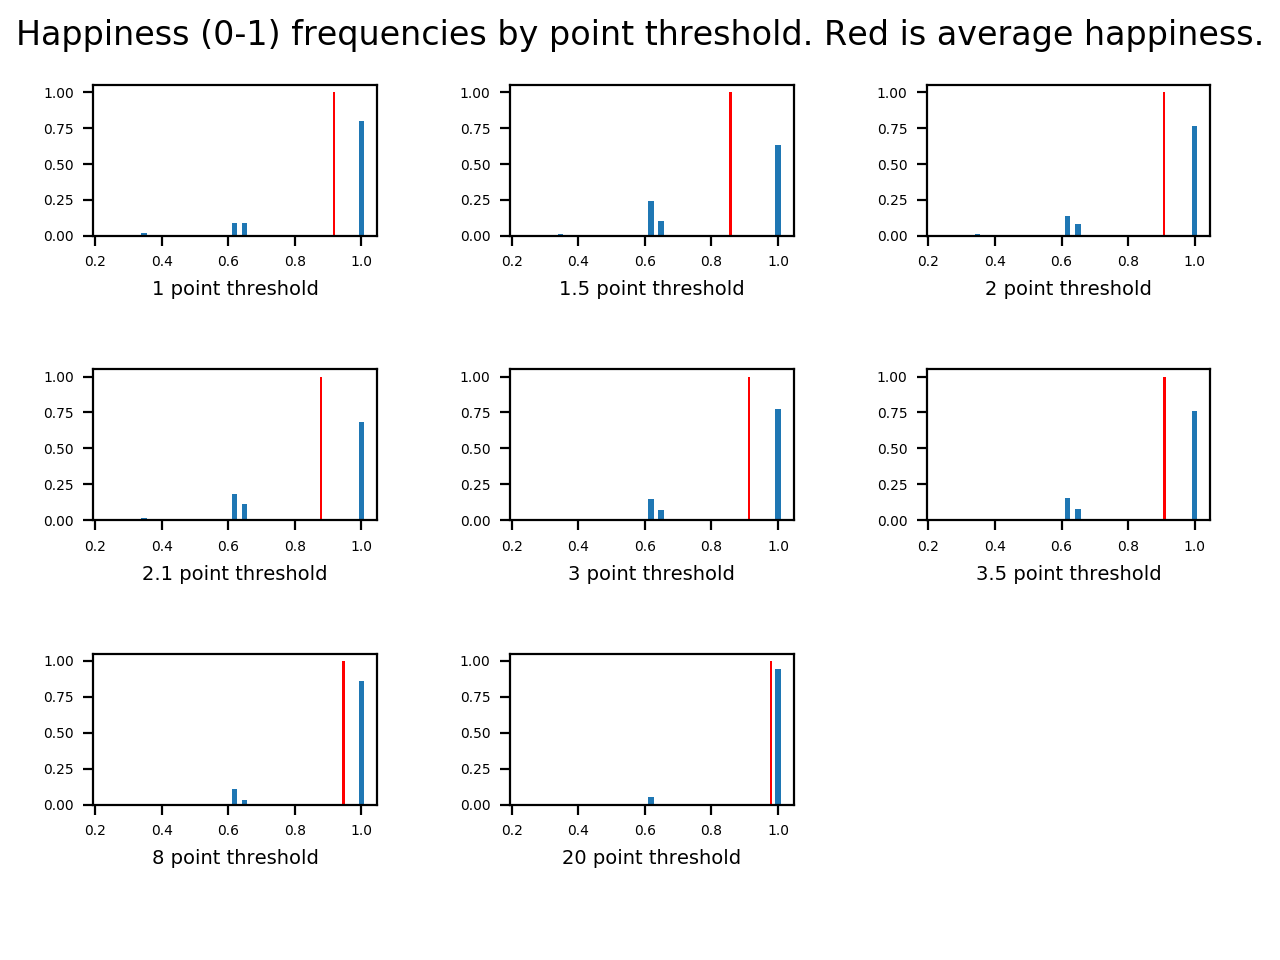 Happiness (0-1) frequencies by point threshold. Red is average happiness.
1.00 1.00 1.00
0.75 0.75 0.75
0.50 0.50 0.50
0.25 0.25 0.25
0.00 0.00 0.00
0.2 0.4 0.6 0.8 1.0 0.2 0.4 0.6 0.8 1.0 0.2 0.4 0.6 0.8 1.0
1 point threshold 1.5 point threshold 2 point threshold
1.00 1.00 1.00
0.75 0.75 0.75
0.50 0.50 0.50
0.25 0.25 0.25
0.00 0.00 0.00
0.2 0.4 0.6 0.8 1.0 0.2 0.4 0.6 0.8 1.0 0.2 0.4 0.6 0.8 1.0
2.1 point threshold 3 point threshold 3.5 point threshold
1.00 1.00
0.75 0.75
0.50 0.50
0.25 0.25
0.00 0.00
0.2 0.4 0.6 0.8 1.0 0.2 0.4 0.6 0.8 1.0
8 point threshold 20 point threshold